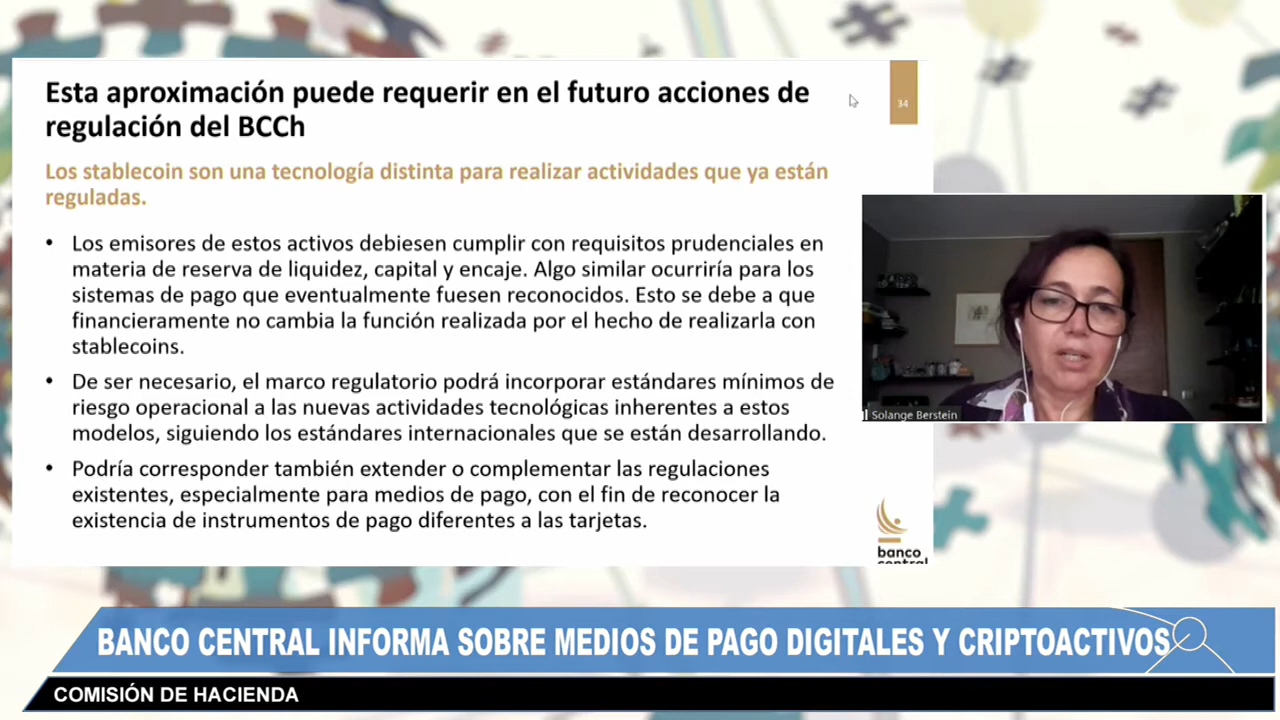 Esta aproximación puede requerir en el futuro acciones de
regulación del BCCh
34
Los stablecoin son una tecnología distinta para realizar actividades que ya están
reguladas.
• Los emisores de estos activos debiesen cumplir con requisitos prudenciales en
materia de reserva de liquidez, capital y encaje. Algo similar ocurriría para los
sistemas de pago que eventualmente fuesen reconocidos. Esto se debe a que
financieramente no cambia la función realizada por el hecho de realizarla con
stablecoins.
• De ser necesario, el marco regulatorio podrá incorporar estándares mínimos de
riesgo operacional a las nuevas actividades tecnológicas inherentes a estos
modelos, siguiendo los estándares internacionales que se están desarrollando.
• Podría corresponder también extender o complementar las regulaciones
existentes, especialmente para medios de pago, con el fin de reconocer la
existencia de instrumentos de pago diferentes a las tarjetas.
Solange Berstein
banco
central
BANCO CENTRAL INFORMA SOBRE MEDIOS DE PAGO DIGITALES Y CRIPTOACTIVOS
COMISIÓN DE HACIENDA